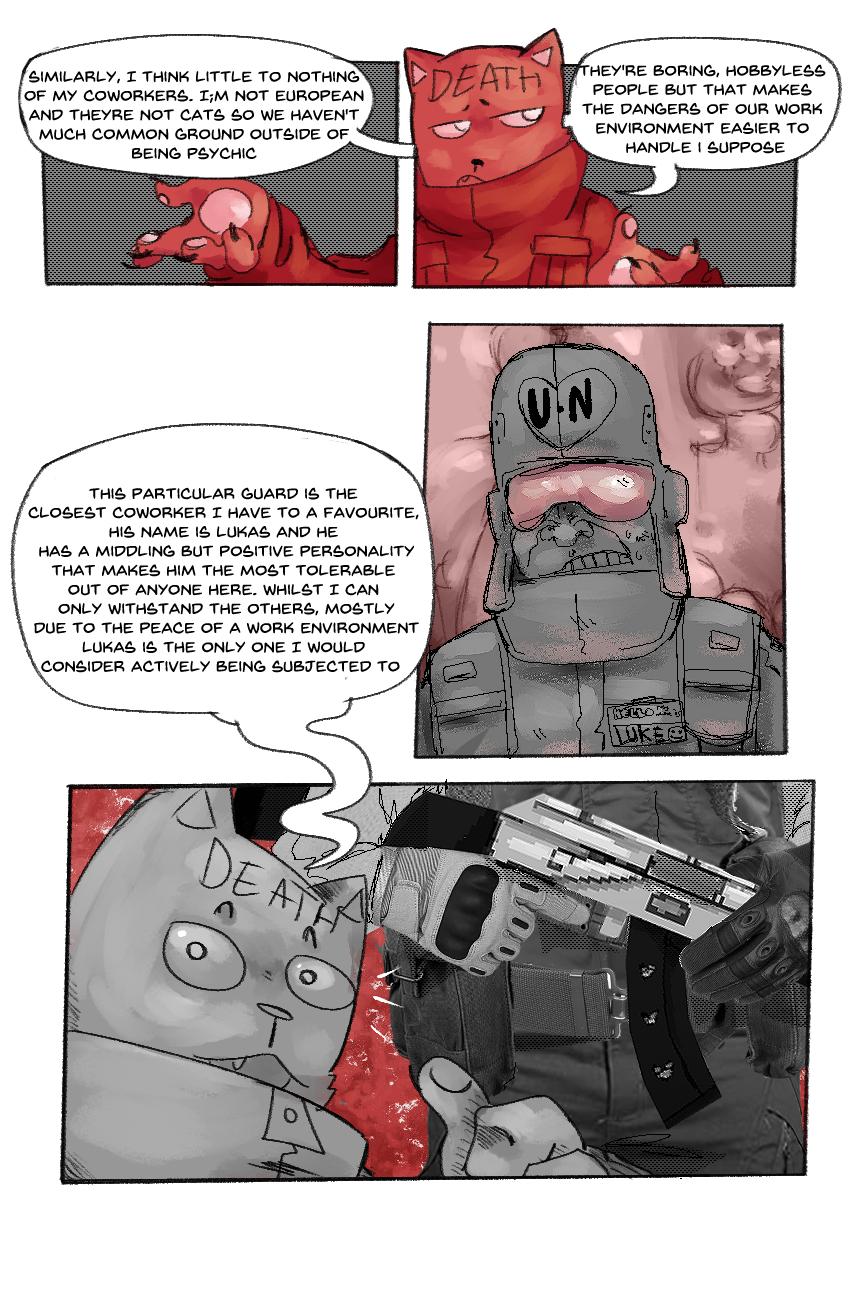 SIMILARLY, I THINK LITTLE TO NOTHING
OF MY COWORKERS. I;M NOT EUROPEAN
AND THEYRE NOT CATS SO WE HAVEN'T
MUCH COMMON GROUND OUTSIDE OF
BEING PSYCHIC
DEATH
THEY'RE BORING, HOBBYLESS
PEOPLE BUT THAT MAKES
THE DANGERS OF OUR WORK
ENVIRONMENT EASIER TO
HANDLE I SUPPOSE
U.N
THIS PARTICULAR GUARD IS THE
CLOSEST COWORKER I HAVE TO A FAVOURITE,
HIS NAME IS LUKAS AND HE
HAS A MIDDLING BUT POSITIVE PERSONALITY
THAT MAKES HIM THE MOST TOLERABLE
OUT OF ANYONE HERE. WHILST I CAN
ONLY WITHSTAND THE OTHERS, MOSTLY
DUE TO THE PEACE OF A WORK ENVIRONMENT
LUKAS IS THE ONLY ONE I WOULD
CONSIDER ACTIVELY BEING SUBJECTED TO
HELLO
LUKE
DEATH